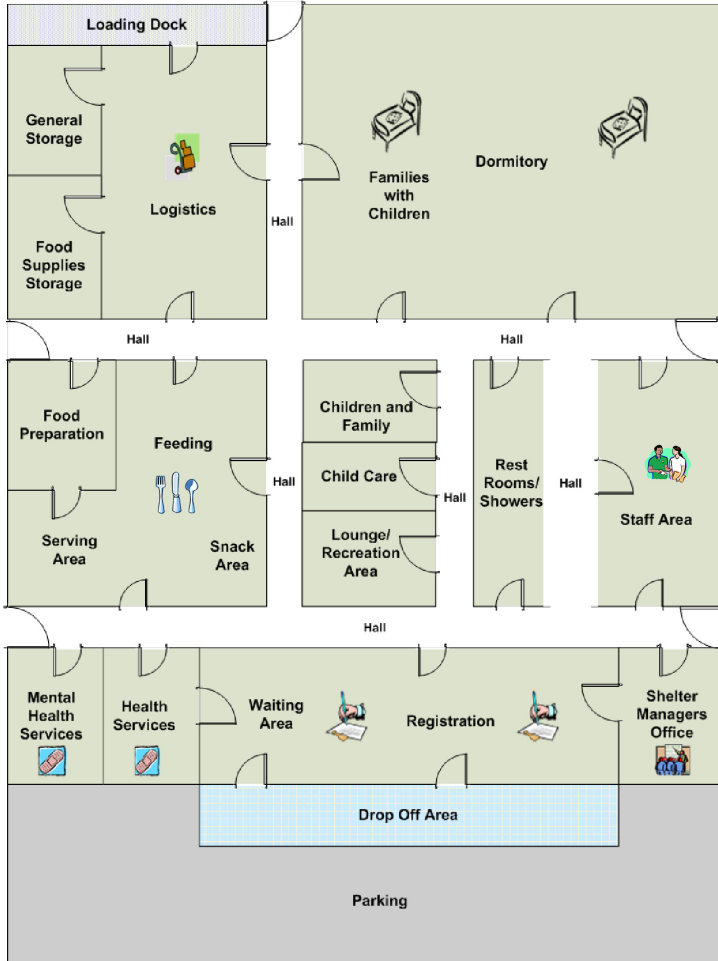 Loading Dock
General
Storage
Logistics
Food
Supplies
Storage
Hall
Families
with
Children
Dormitory
Hall
Hall
Food
Preparation
Feeding
Serving
Area
Snack
Area
Hall
Children and
Family
Child Care
Lounge/
Recreation
Area
Hall
Rest
Rooms/
Showers
Hall
Staff Area
Hall
Mental
Health
Services
Health
Services
Waiting
Area
Registration
Shelter
Managers
Office
Drop Off Area
Parking